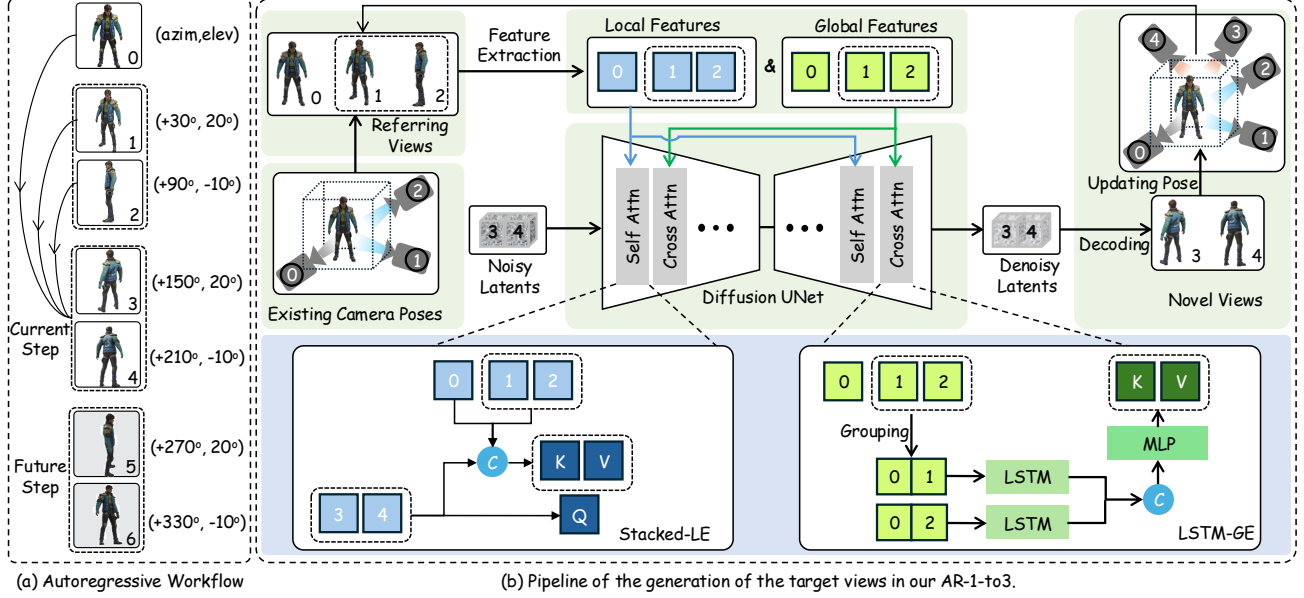 0
(azim,elev)
1
(+30°, 20°)
2
(+90°, -10°)
3
(+150°, 20°)
Current
Step
4
(+210°, -10°)
5
(+270°, 20°)
Future
Step
6
(+330°, -10°)
(a) Autoregressive Workflow
0
1
2
Referring
Views
Feature
Extraction
Local Features
0
1
2
&
Global Features
0
1
2
4
3
2
1
0
Updating Pose
2
1
0
Existing Camera Poses
3 4
Noisy
Latents
Self Attn
Cross Attn
Self Attn
Cross Attn
Diffusion UNet
3 4
Denoisy
Latents
Decoding
3
4
Novel Views
0
1
2
C
K
V
3
4
Q
Stacked-LE
0
1
2
Grouping
0 1
LSTM
0 2
LSTM
C
MLP
K
V
LSTM-GE
(b) Pipeline of the generation of the target views in our AR-1-to3.